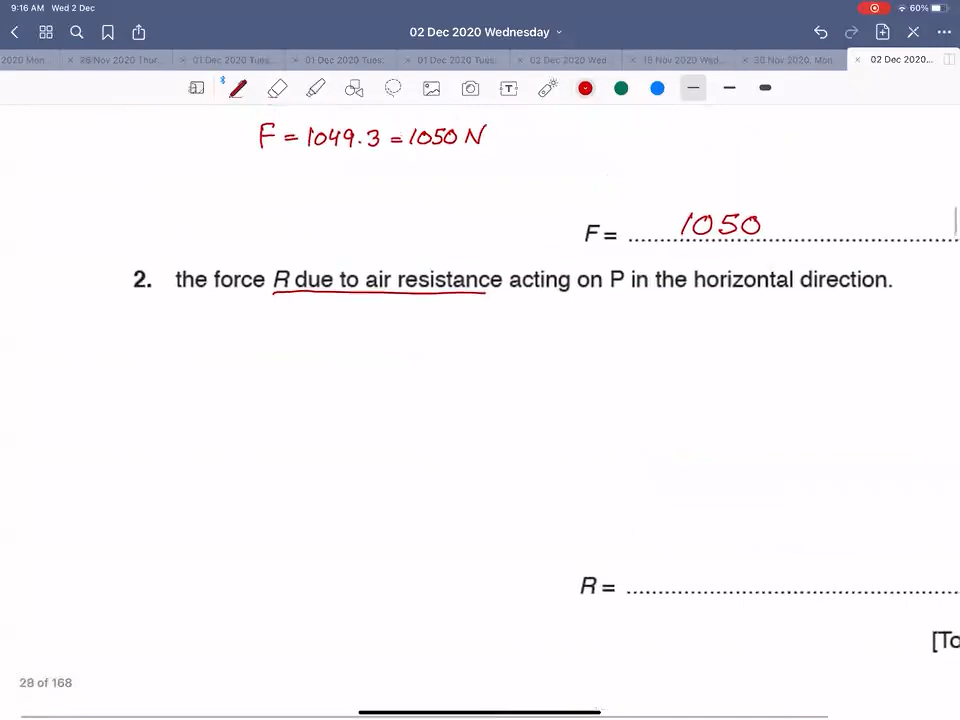 9:16 AM Wed 2 Dec
60%
02 Dec 2020 Wednesday
2020 Mon... × 26 Nov 2020 Thur... × 01 Dec 2020 Tues... × 01 Dec 2020 Tues... × 01 Dec 2020 Tues... × 02 Dec 2020 Wed... × 18 Nov 2020 Wed... × 30 Nov 2020, Mon... × 02 Dec 2020...
T
F = 1049.3 = 1050 N
F = 1050
2. the force R due to air resistance acting on P in the horizontal direction.
R =
[To
28 of 168